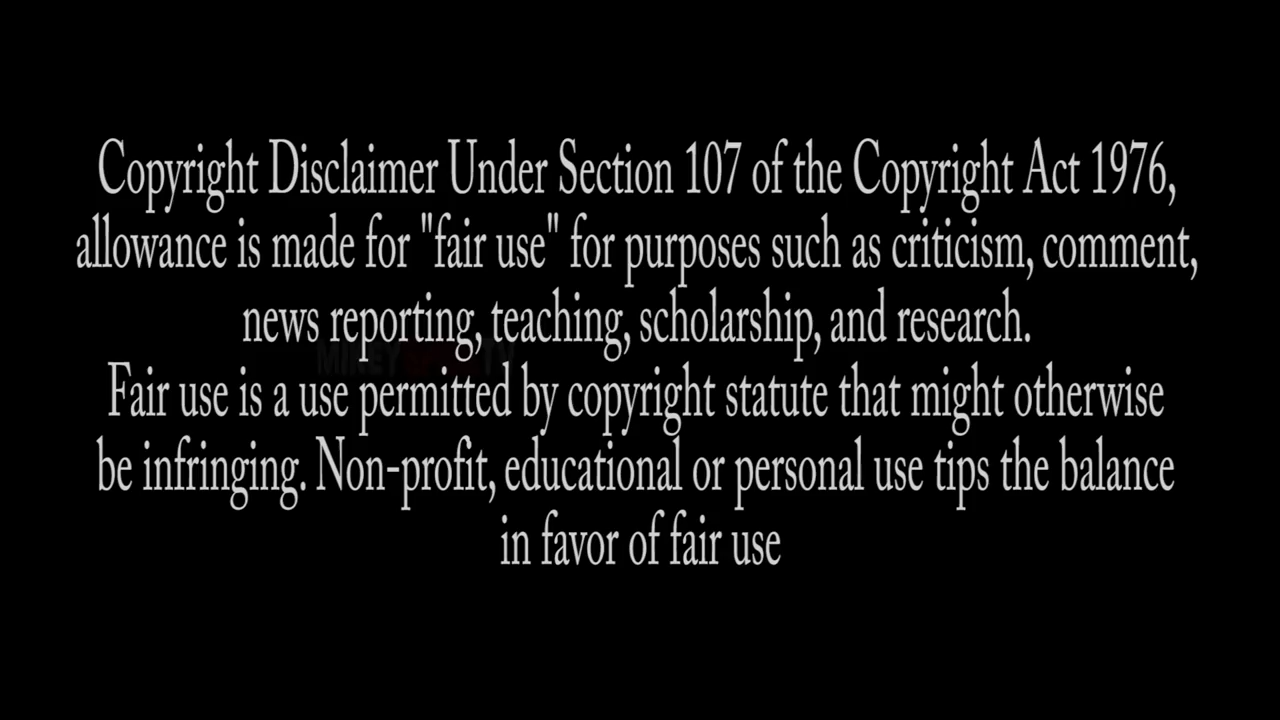 Copyright Disclaimer Under Section 107 of the Copyright Act 1976,
allowance is made for "fair use" for purposes such as criticism, comment,
news reporting, teaching, scholarship, and research.
Fair use is a use permitted by copyright statute that might otherwise
be infringing. Non-profit, educational or personal use tips the balance
in favor of fair use